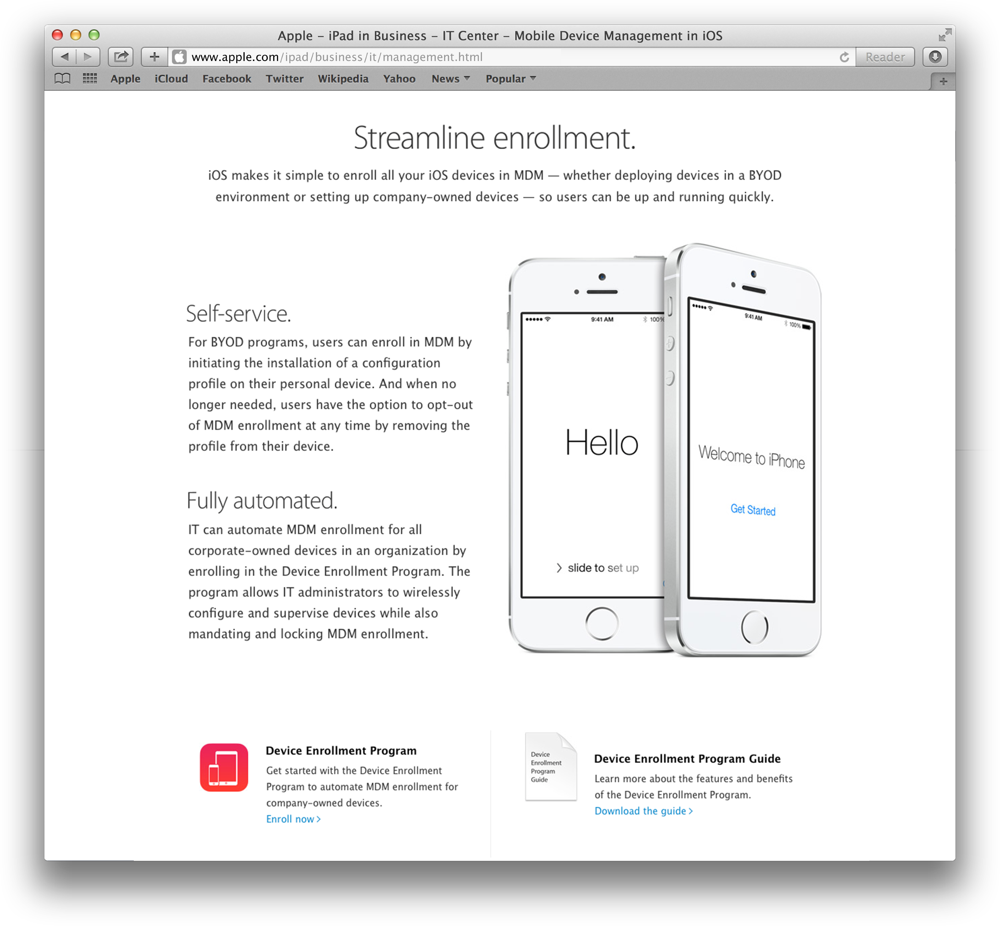 Apple – iPad in Business – IT Center – Mobile Device Management in iOS
www.apple.com/ipad/business/it/management.html
Reader
Apple iCloud Facebook Twitter Wikipedia Yahoo News Popular
Streamline enrollment.
iOS makes it simple to enroll all your iOS devices in MDM — whether deploying devices in a BYOD
environment or setting up company-owned devices — so users can be up and running quickly.
Self-service.
For BYOD programs, users can enroll in MDM by
initiating the installation of a configuration
profile on their personal device. And when no
longer needed, users have the option to opt-out
of MDM enrollment at any time by removing the
profile from their device.
Fully automated.
IT can automate MDM enrollment for all
corporate-owned devices in an organization by
enrolling in the Device Enrollment Program. The
program allows IT administrators to wirelessly
configure and supervise devices while also
mandating and locking MDM enrollment.
9:41 AM 100%
Hello
> slide to set up
9:41 AM 100%
Welcome to iPhone
Get Started
Device Enrollment Program
Get started with the Device Enrollment
Program to automate MDM enrollment for
company-owned devices.
Enroll now >
Device
Enrollment
Program
Guide
Device Enrollment Program Guide
Learn more about the features and benefits
of the Device Enrollment Program.
Download the guide >